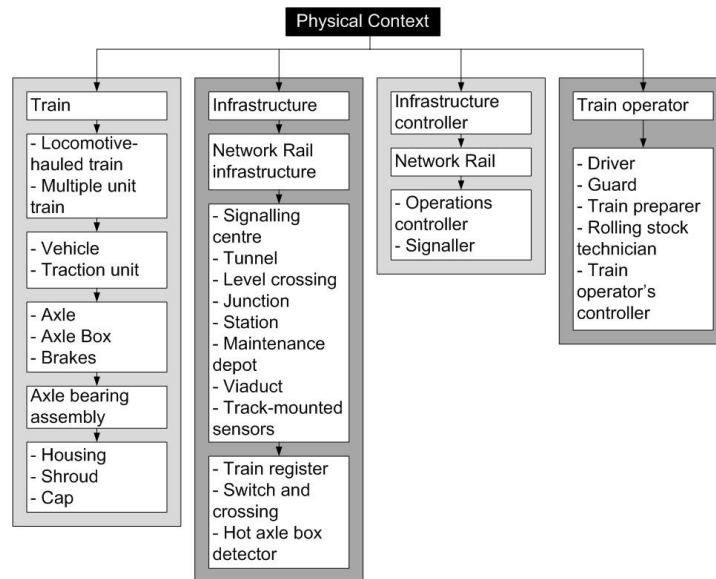 Physical Context
Train
- Locomotive-
hauled train
- Multiple unit
train
- Vehicle
- Traction unit
- Axle
- Axle Box
- Brakes
Axle bearing
assembly
- Housing
- Shroud
- Cap
Infrastructure
Network Rail
infrastructure
- Signalling
centre
- Tunnel
- Level crossing
- Junction
- Station
- Maintenance
depot
- Viaduct
- Track-mounted
sensors
- Train register
- Switch and
crossing
- Hot axle box
detector
Infrastructure
controller
Network Rail
- Operations
controller
- Signaller
Train operator
- Driver
- Guard
- Train preparer
- Rolling stock
technician
- Train
operator's
controller